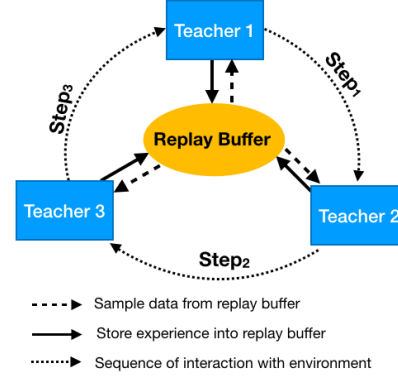 Teacher 1
Step1
Step3
Replay Buffer
Teacher 3
Teacher 2
Step2
Sample data from replay buffer
Store experience into replay buffer
Sequence of interaction with environment